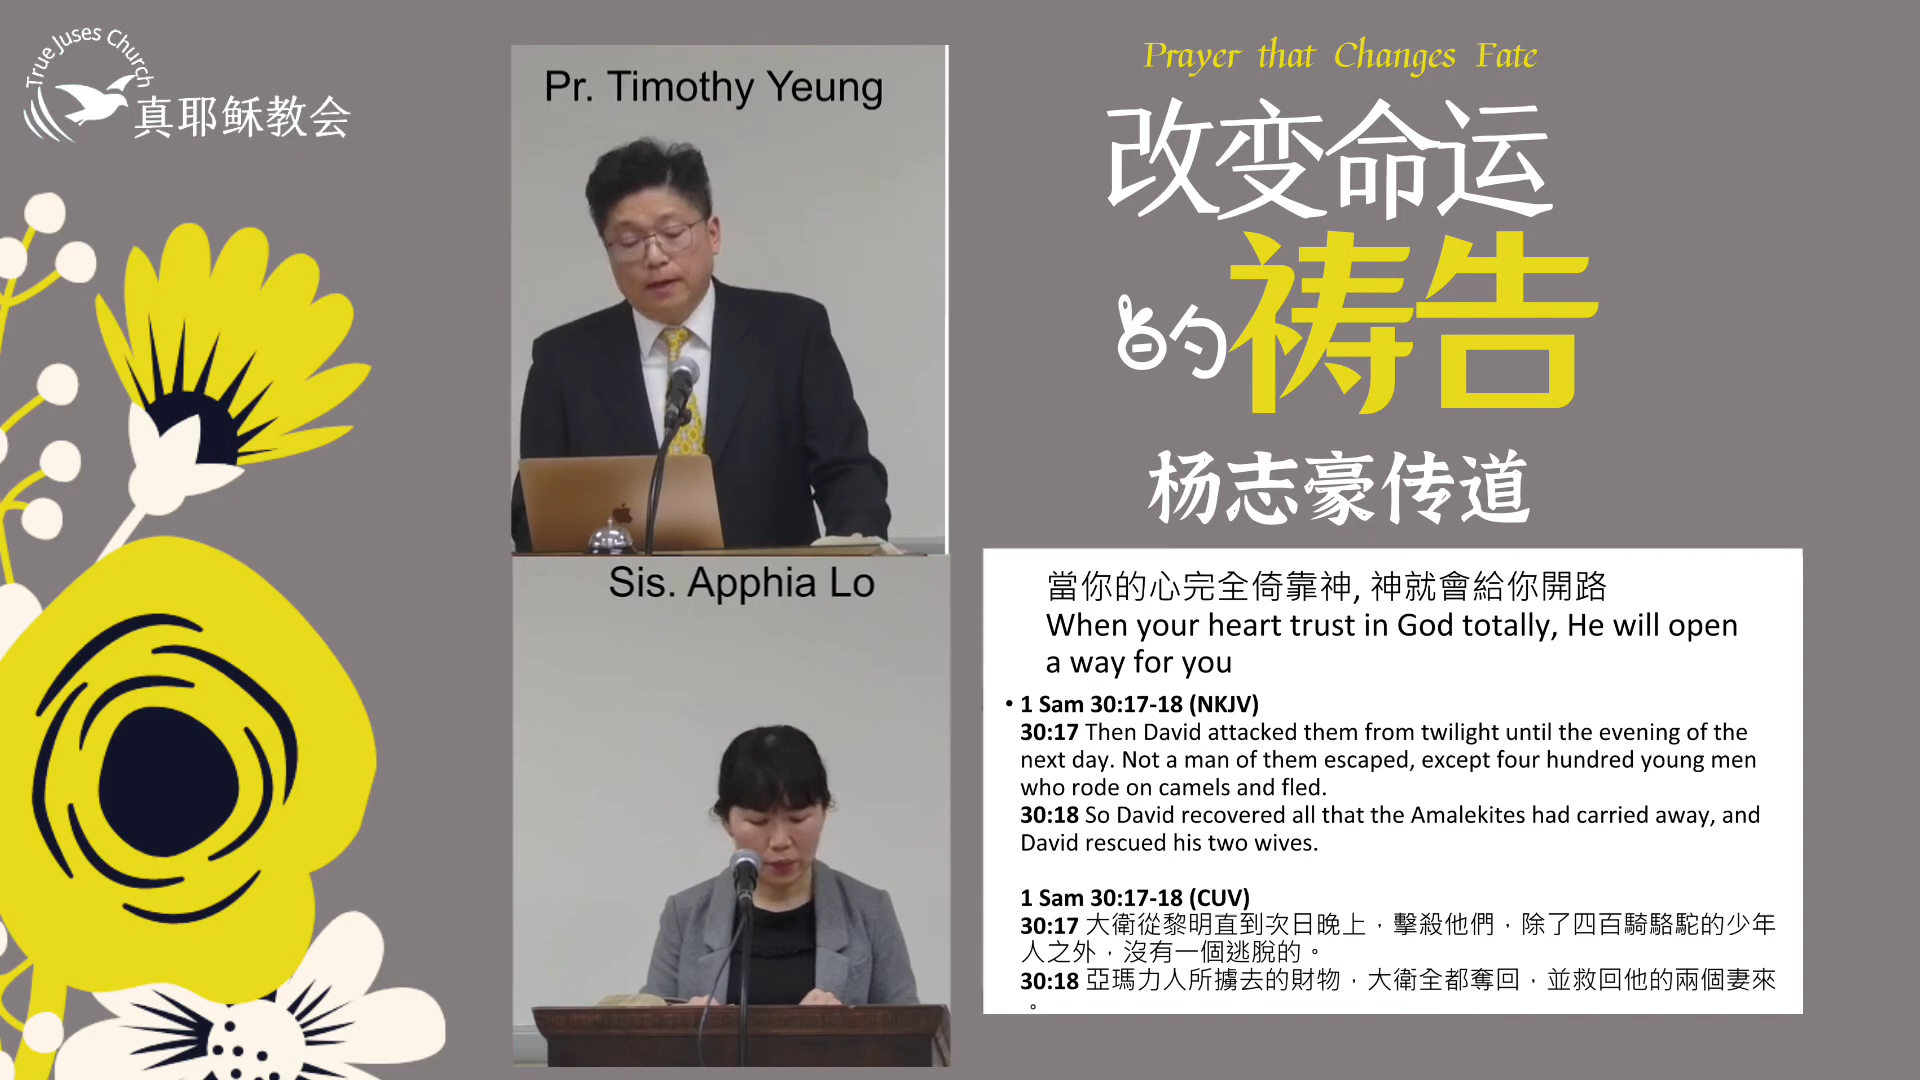 True Juses Church
真耶稣教会
Pr. Timothy Yeung
Sis. Apphia Lo
Prayer that Changes Fate
改变命运
的祷告
杨志豪传道
當你的心完全倚靠神, 神就會給你開路
When your heart trust in God totally, He will open
a way for you
• 1 Sam 30:17-18 (NKJV)
30:17 Then David attacked them from twilight until the evening of the
next day. Not a man of them escaped, except four hundred young men
who rode on camels and fled.
30:18 So David recovered all that the Amalekites had carried away, and
David rescued his two wives.
1 Sam 30:17-18 (CUV)
30:17 大衛從黎明直到次日晚上，擊殺他們，除了四百騎駱駝的少年
人之外，沒有一個逃脫的。
30:18 亞瑪力人所擄去的財物，大衛全都奪回，並救回他的兩個妻來
。